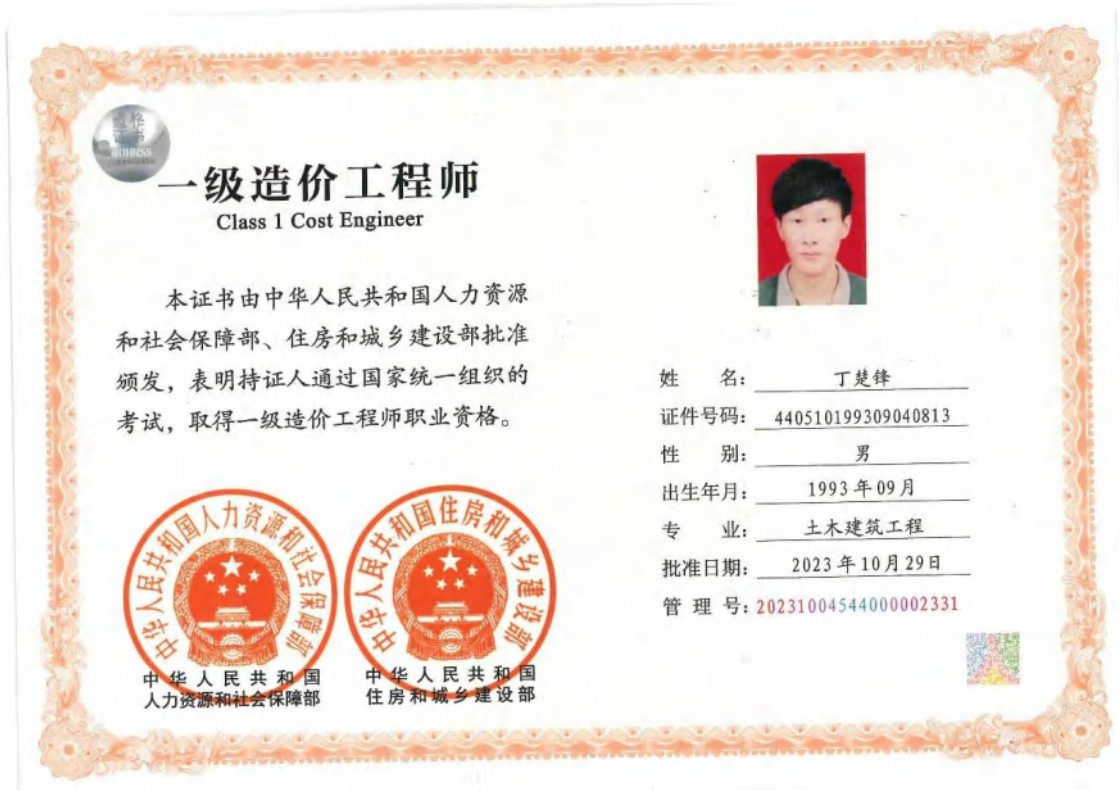 资格
证书
MOHRSS
一级造价工程师
Class 1 Cost Engineer
本证书由中华人民共和国人力资源
和社会保障部、住房和城乡建设部批准
颁发，表明持证人通过国家统一组织的
考试，取得一级造价工程师职业资格。
中华人民共和国人力资源和社会保障部
中华人民共和国
人力资源和社会保障部
中华人民共和国住房和城乡建设部
中华人民共和国
住房和城乡建设部
姓 名：丁楚锋
证件号码：440510199309040813
性 别：男
出生年月：1993年09月
专 业：土木建筑工程
批准日期：2023年10月29日
管 理 号：20231004544000002331